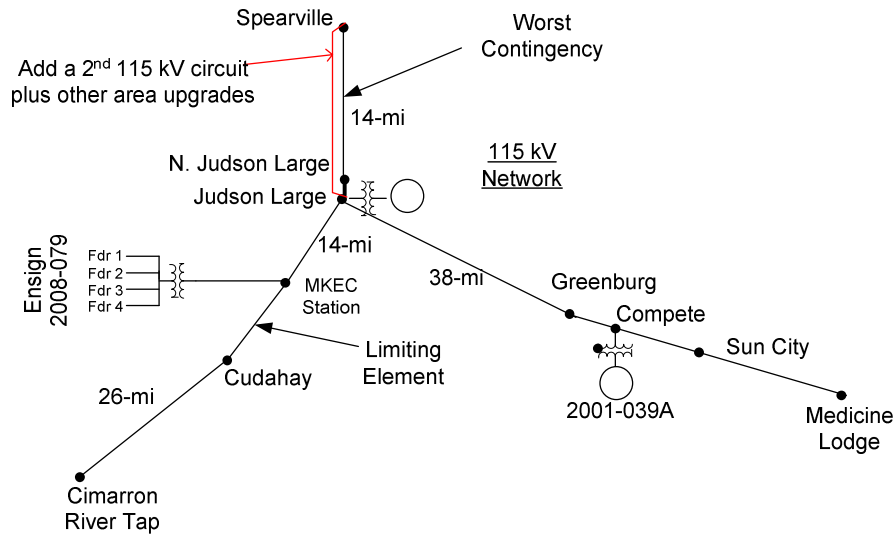 Spearville
Worst
Contingency
Add a 2nd 115 kV circuit
plus other area upgrades
14-mi
N. Judson Large
115 kV
Network
Judson Large
14-mi
38-mi
Ensign
2008-079
Fdr 1
Fdr 2
Fdr 3
Fdr 4
MKEC
Station
Greenburg
Compete
Sun City
Limiting
Element
Cudahay
26-mi
2001-039A
Medicine
Lodge
Cimarron
River Tap